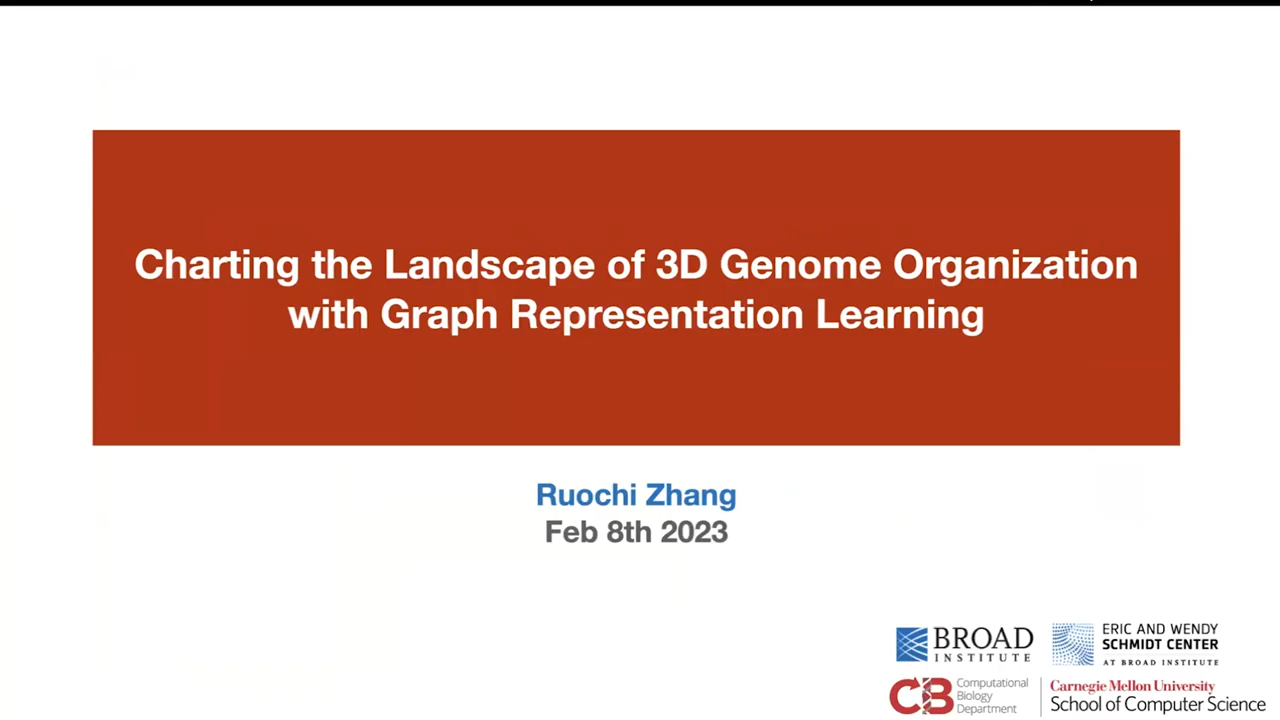 Charting the Landscape of 3D Genome Organization
with Graph Representation Learning
Ruochi Zhang
Feb 8th 2023
BROAD
INSTITUTE
ERIC AND WENDY
SCHMIDT CENTER
AT BROAD INSTITUTE
CB
Computational
Biology
Department
Carnegie Mellon University
School of Computer Science